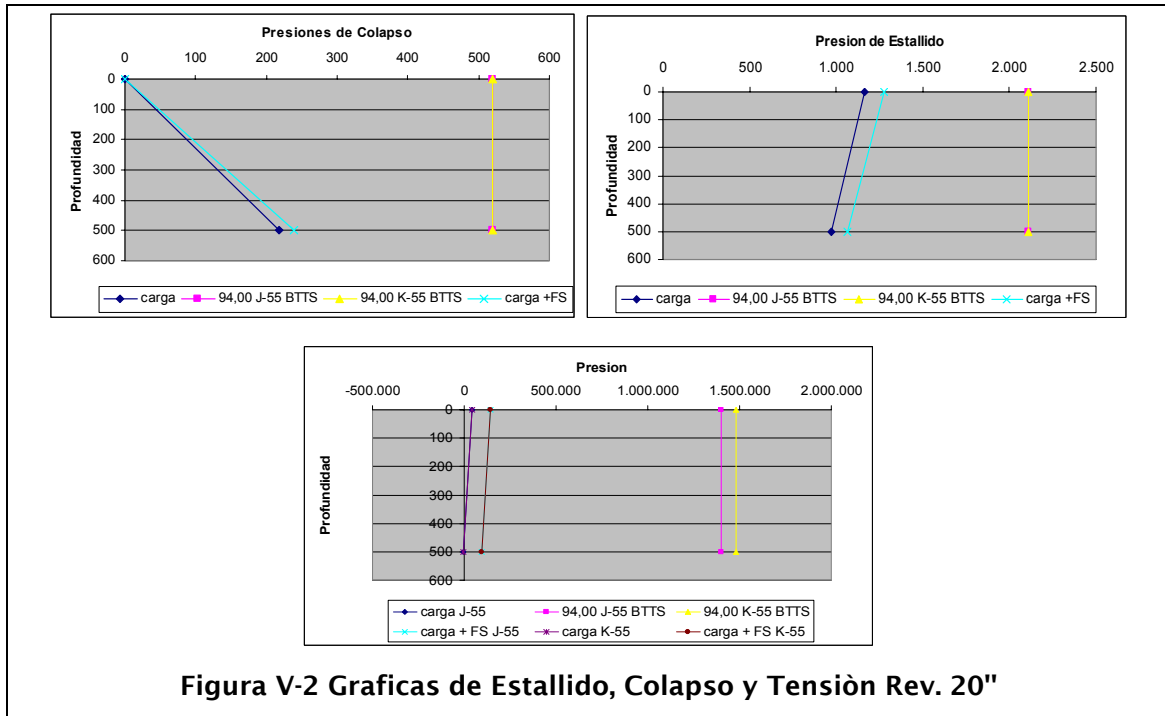 Presiones de Colapso
0 100 200 300 400 500 600
0
100
200
300
400
500
600
Profundidad
carga 94,00 J-55 BTTS 94,00 K-55 BTTS carga +FS
Presion de Estallido
0 500 1.000 1.500 2.000 2.500
0
100
200
300
400
500
600
Profundidad
carga 94,00 J-55 BTTS 94,00 K-55 BTTS carga +FS
Presion
-500.000 0 500.000 1.000.000 1.500.000 2.000.000
0
100
200
300
400
500
600
Profundidad
carga J-55 94,00 J-55 BTTS 94,00 K-55 BTTS
carga + FS J-55 carga K-55 carga + FS K-55
Figura V-2 Graficas de Estallido, Colapso y Tensiòn Rev. 20"